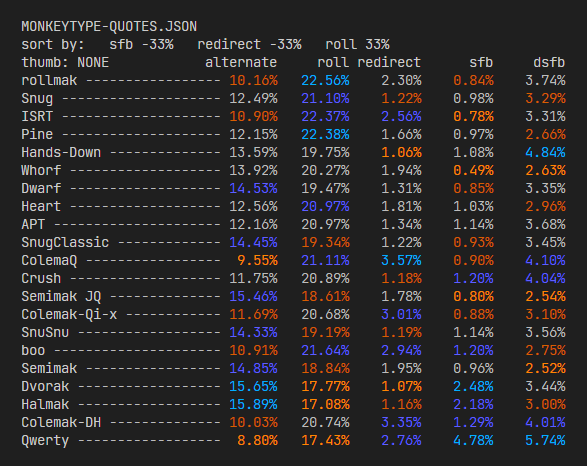 MONKEYTYPE-QUOTES.JSON
sort by:   sfb -33%   redirect -33%   roll 33%
thumb: NONE            alternate     roll redirect      sfb     dsfb
rollmak ----------------- 10.16%   22.56%    2.30%    0.84%    3.74%
Snug -------------------- 12.49%   21.10%    1.22%    0.98%    3.29%
ISRT -------------------- 10.90%   22.37%    2.56%    0.78%    3.31%
Pine -------------------- 12.15%   22.38%    1.66%    0.97%    2.66%
Hands-Down -------------- 13.59%   19.75%    1.06%    1.08%    4.84%
Whorf ------------------- 13.92%   20.27%    1.94%    0.49%    2.63%
Dwarf ------------------- 14.53%   19.47%    1.31%    0.85%    3.35%
Heart ------------------- 12.56%   20.97%    1.81%    1.03%    2.96%
APT --------------------- 12.16%   20.97%    1.34%    1.14%    3.68%
SnugClassic ------------- 14.45%   19.34%    1.22%    0.93%    3.45%
ColemaQ ------------------ 9.55%   21.11%    3.57%    0.90%    4.10%
Crush ------------------- 11.75%   20.89%    1.18%    1.20%    4.04%
Semimak JQ -------------- 15.46%   18.61%    1.78%    0.80%    2.54%
Colemak-Qi-x ------------ 11.69%   20.68%    3.01%    0.88%    3.10%
SnuSnu ------------------ 14.33%   19.19%    1.19%    1.14%    3.56%
boo --------------------- 10.91%   21.64%    2.94%    1.20%    2.75%
Semimak ----------------- 14.85%   18.84%    1.95%    0.96%    2.52%
Dvorak ------------------ 15.65%   17.77%    1.07%    2.48%    3.44%
Halmak ------------------ 15.89%   17.08%    1.16%    2.18%    3.00%
Colemak-DH -------------- 10.03%   20.74%    3.35%    1.29%    4.01%
Qwerty ------------------- 8.80%   17.43%    2.76%    4.78%    5.74%